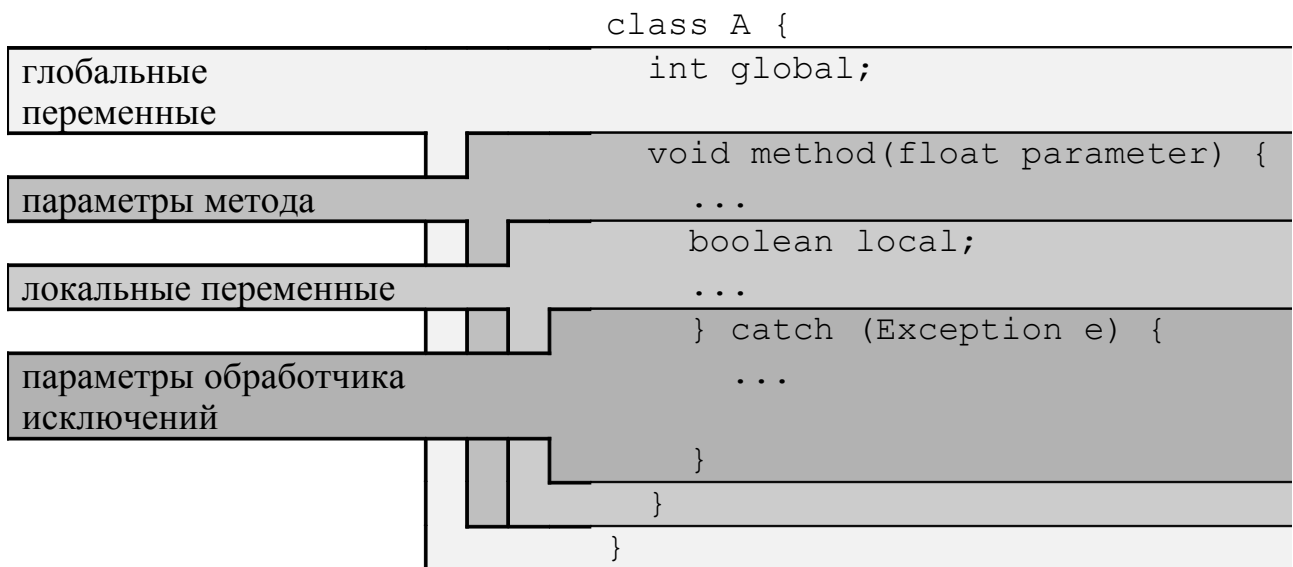 class A {
глобальные
переменные
int global;
void method(float parameter) {
параметры метода
...
boolean local;
локальные переменные
...
} catch (Exception e) {
параметры обработчика
исключений
...
}
}
}